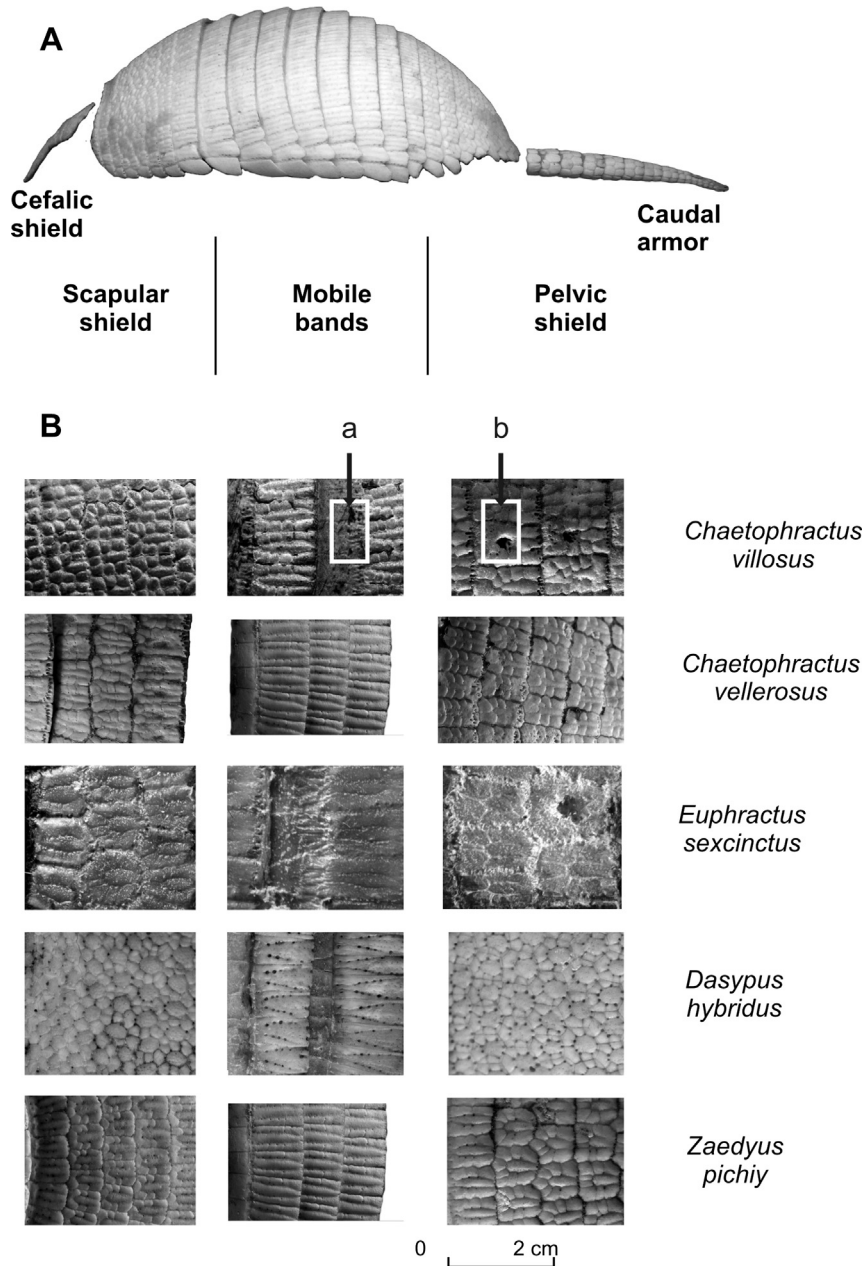 A
Cefalic
shield
Caudal
armor
Scapular
shield
Mobile
bands
Pelvic
shield
B
a
b
Chaetophractus
villosus
Chaetophractus
vellerosus
Euphractus
sexcinctus
Dasypus
hybridus
Zaedyus
pichiy
0 2 cm